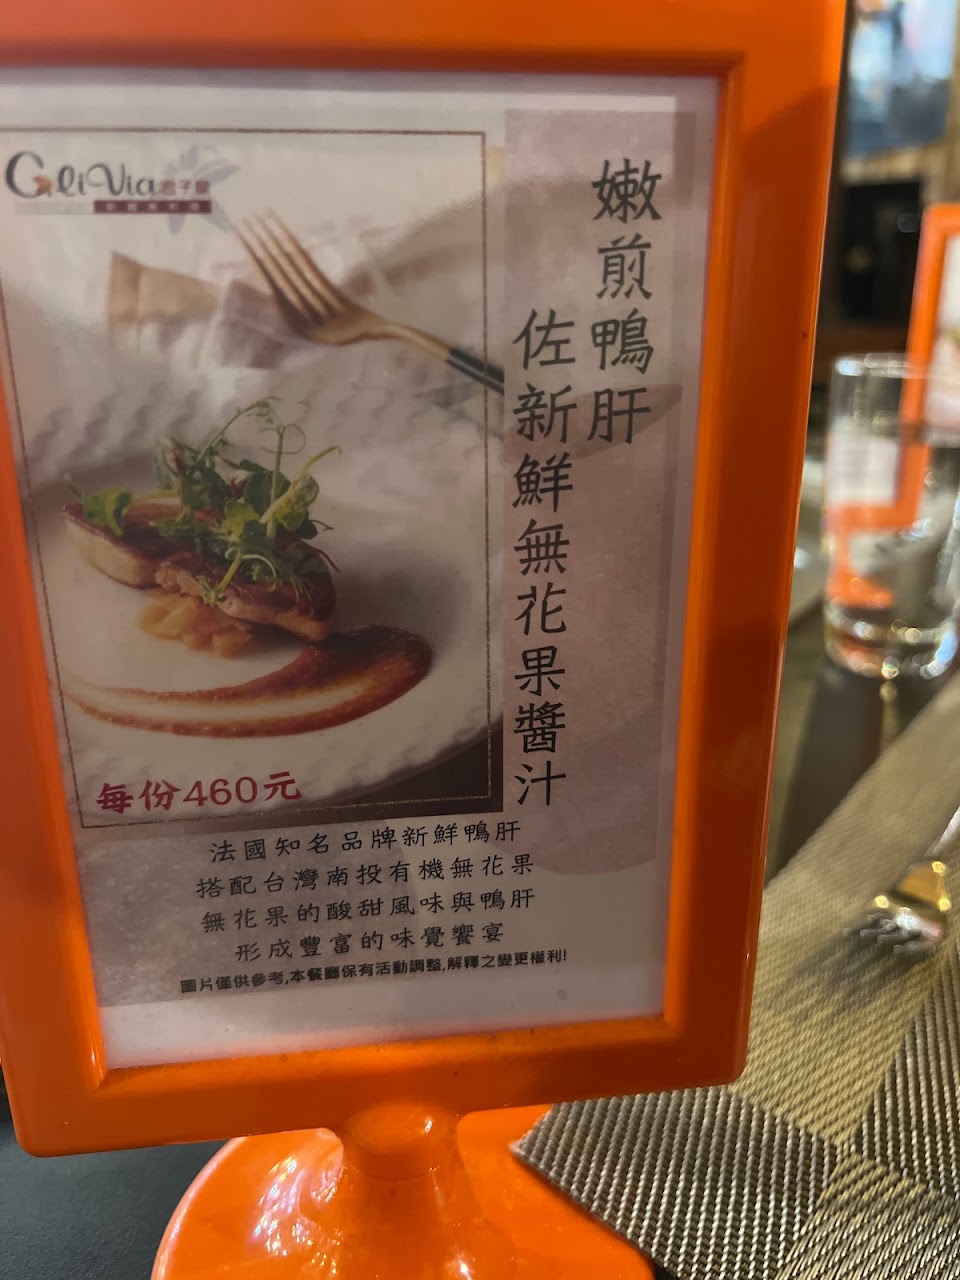 嫩煎鴨肝
佐新鮮無花果醬汁
每份460元
法國知名品牌新鮮鴨肝
搭配台灣南投有機無花果
無花果的酸甜風味與鴨肝
形成豐富的味覺饗宴
圖片僅供參考,本餐廳保有活動調整,解釋之變更權利!